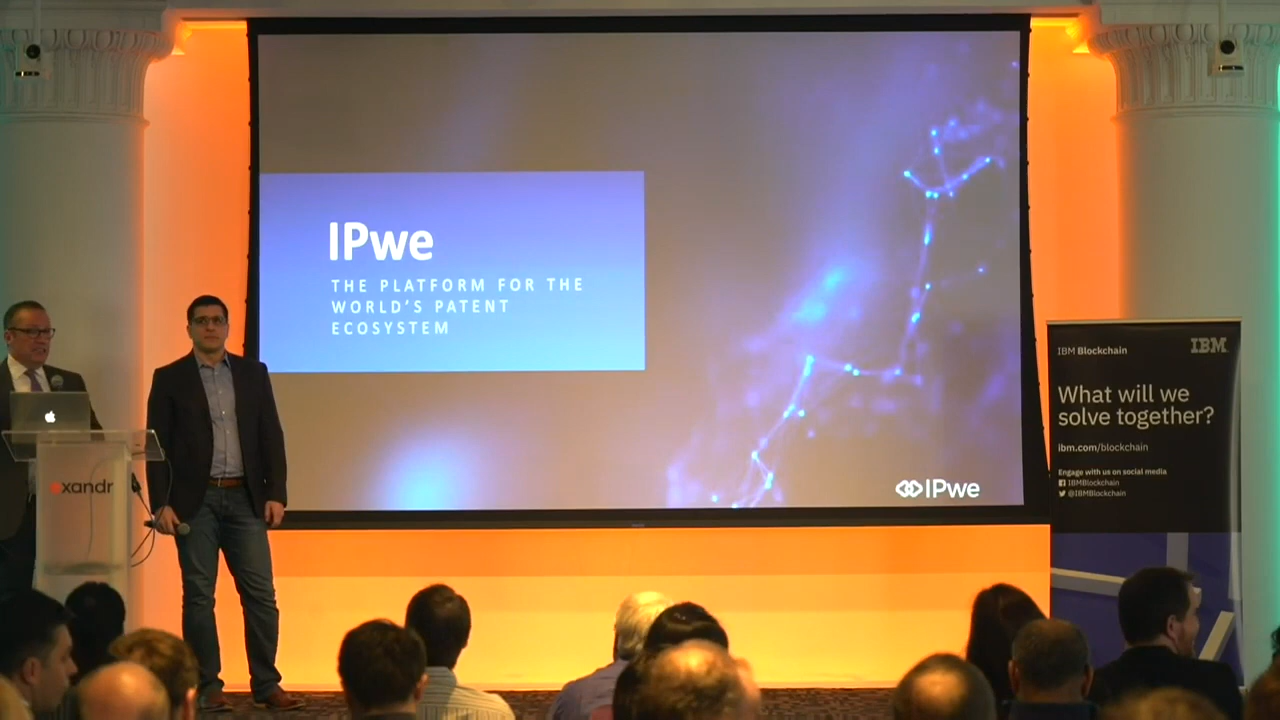 IPwe
THE PLATFORM FOR THE
WORLD'S PATENT
ECOSYSTEM
IPwe
xandr
IBM Blockchain
IBM
What will we
solve together?
ibm.com/blockchain
Engage with us on social media
IBMBlockchain
@IBMBlockchain